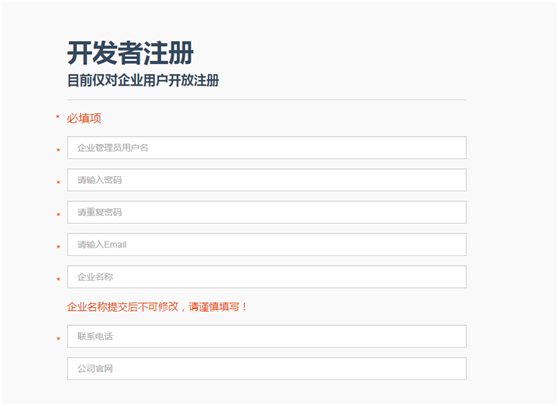 开发者注册
目前仅对企业用户开放注册
* 必填项
* 企业管理员用户名
* 请输入密码
* 请重复密码
* 请输入Email
* 企业名称
企业名称提交后不可修改，请谨慎填写！
* 联系电话
公司官网